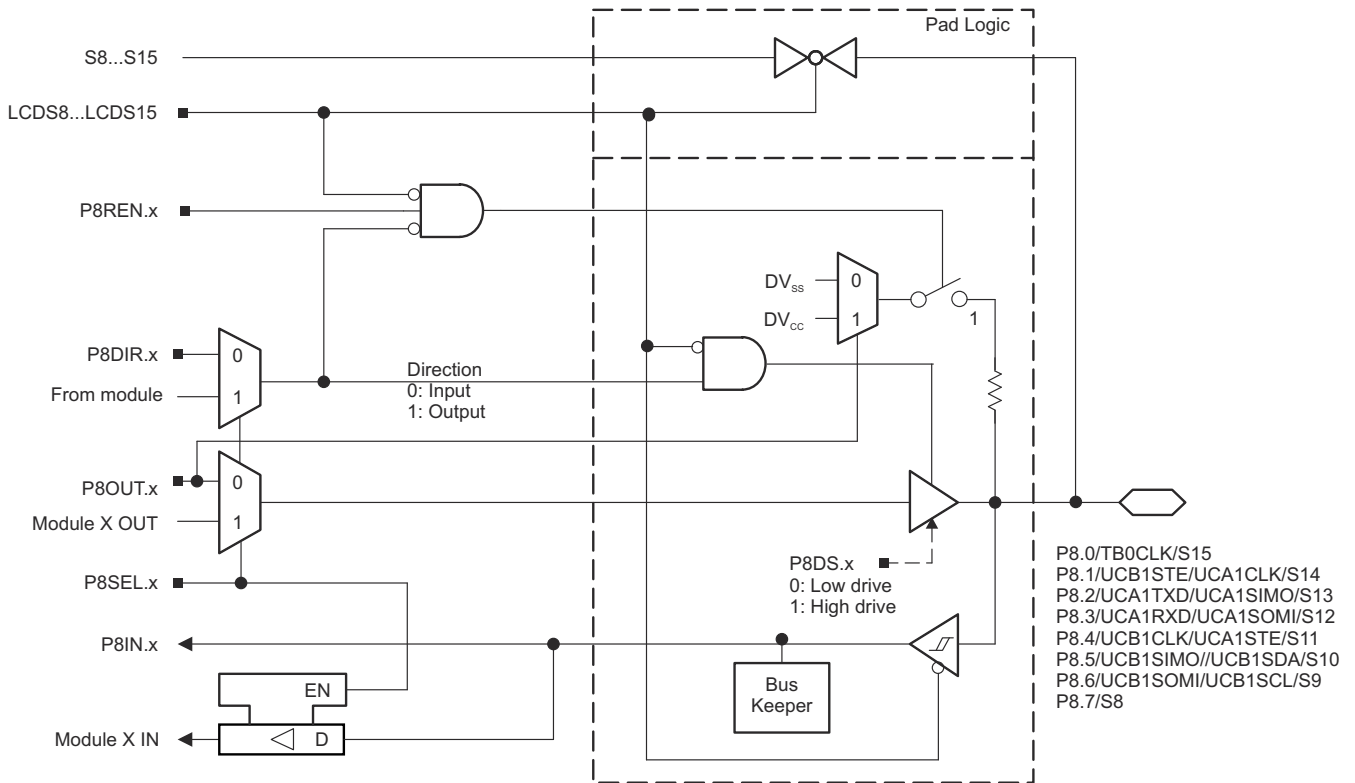 Pad Logic
S8...S15
LCDS8...LCDS15
P8REN.x
DVSS
0
DVCC
1
1
P8DIR.x
0
From module
1
Direction
0: Input
1: Output
P8OUT.x
0
Module X OUT
1
P8SEL.x
P8DS.x
0: Low drive
1: High drive
P8IN.x
EN
D
Module X IN
Bus
Keeper
P8.0/TB0CLK/S15
P8.1/UCB1STE/UCA1CLK/S14
P8.2/UCA1TXD/UCA1SIMO/S13
P8.3/UCA1RXD/UCA1SOMI/S12
P8.4/UCB1CLK/UCA1STE/S11
P8.5/UCB1SIMO//UCB1SDA/S10
P8.6/UCB1SOMI/UCB1SCL/S9
P8.7/S8